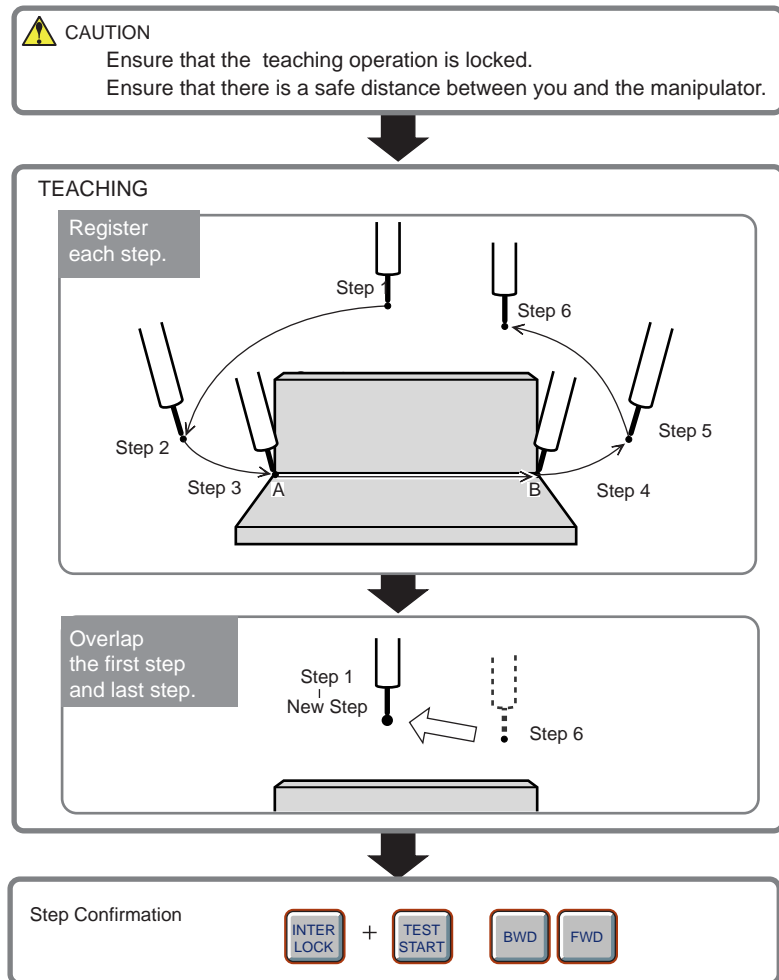 CAUTION
Ensure that the teaching operation is locked.
Ensure that there is a safe distance between you and the manipulator.
TEACHING
Register
each step.
Step 1
Step 6
Step 2
Step 5
Step 3
A
B
Step 4
Overlap
the first step
and last step.
Step 1
New Step
Step 6
Step Confirmation
INTER
LOCK
+
TEST
START
BWD
FWD